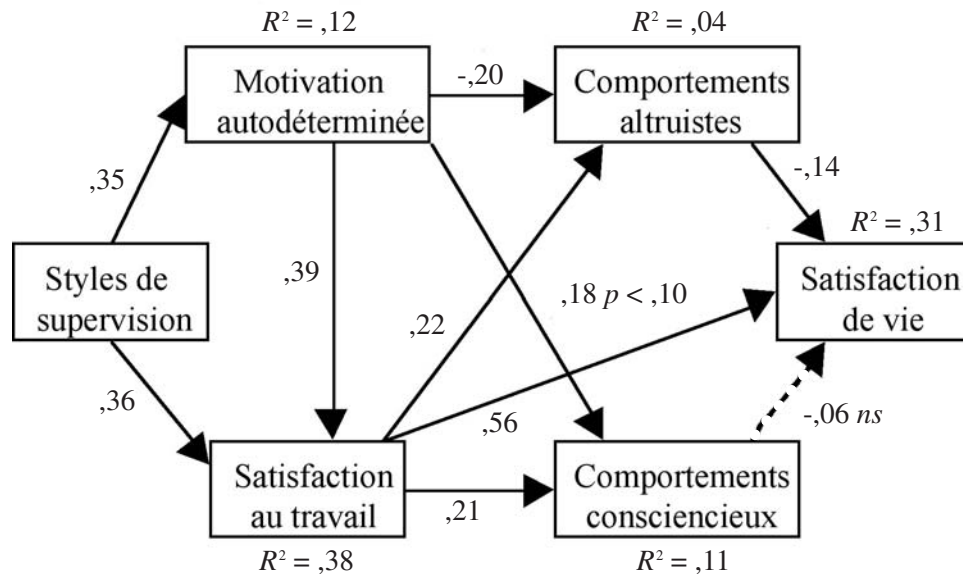 R² = ,12
R² = ,04
Motivation
autodéterminée
-,20
Comportements
altruistes
,35
-,14
R² = ,31
Styles de
supervision
,39
,18 p < ,10
Satisfaction
de vie
,22
,36
,56
-,06 ns
Satisfaction
au travail
,21
Comportements
consciencieux
R² = ,38
R² = ,11